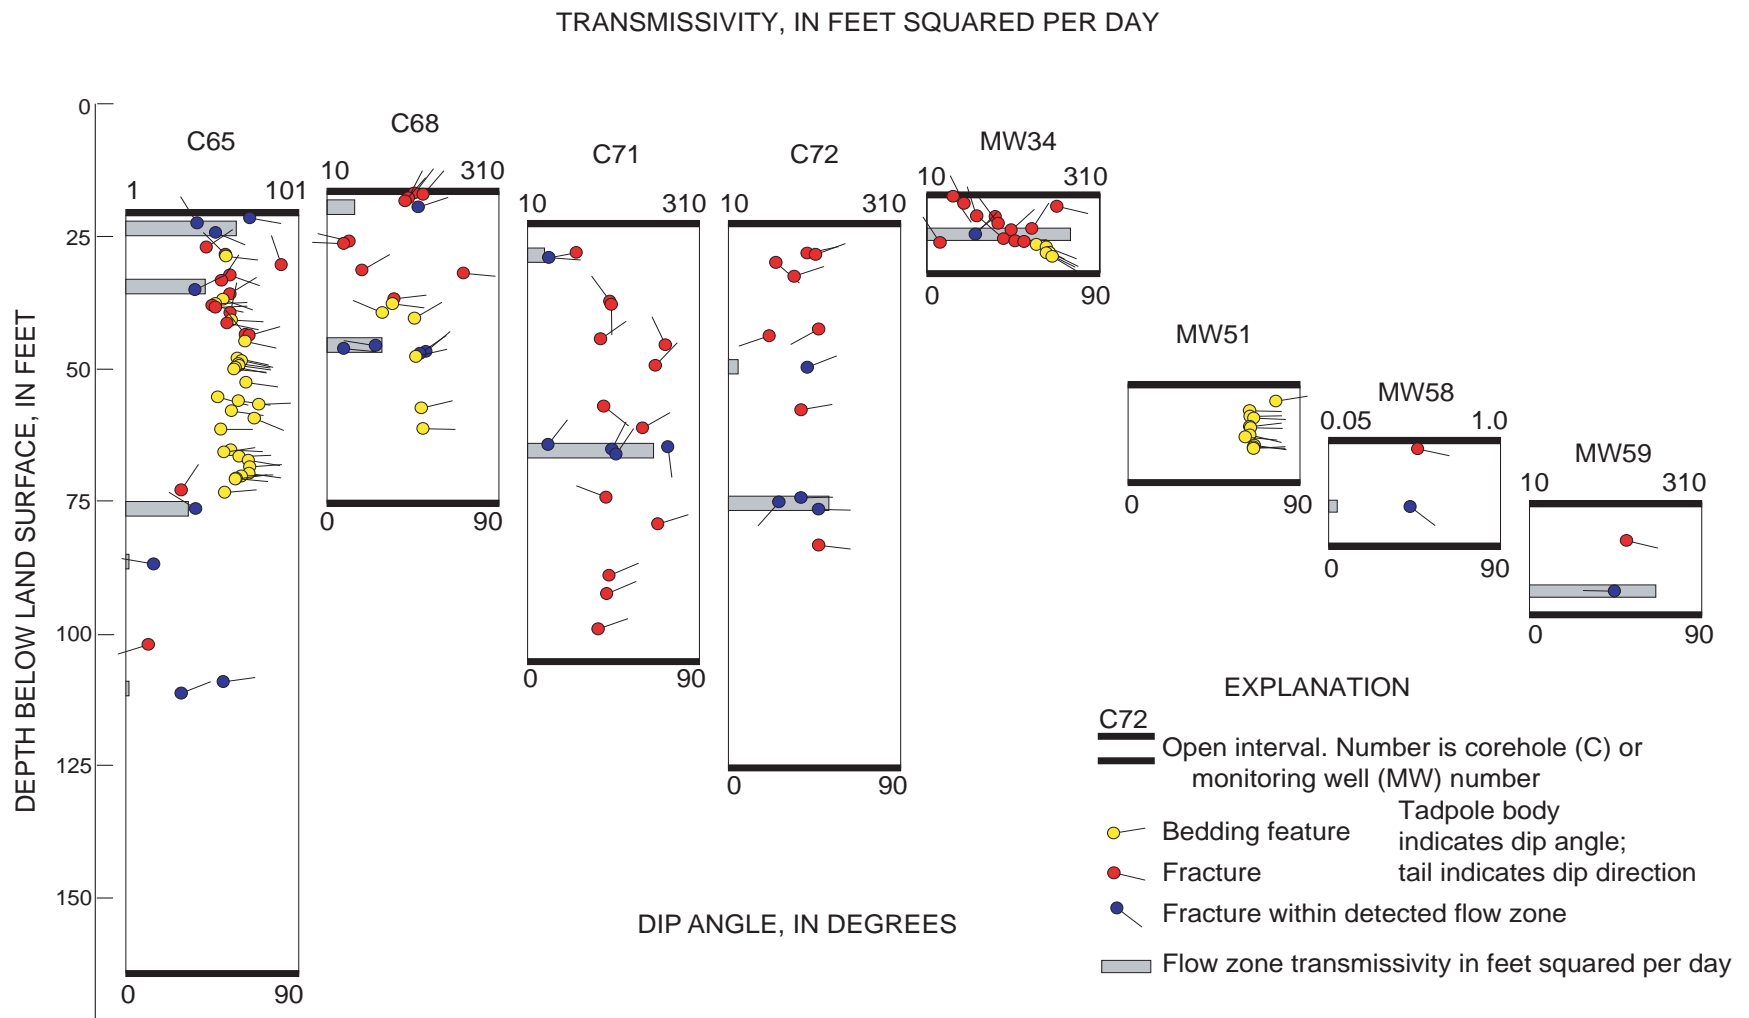 TRANSMISSIVITY, IN FEET SQUARED PER DAY
DEPTH BELOW LAND SURFACE, IN FEET
0
25
50
75
100
125
150
C65
1 101
0 90
C68
10 310
0 90
C71
10 310
0 90
C72
10 310
0 90
MW34
10 310
0 90
MW51
0 90
MW58
0.05 1.0
0 90
MW59
10 310
0 90
DIP ANGLE, IN DEGREES
EXPLANATION
C72
Open interval. Number is corehole (C) or
monitoring well (MW) number
Bedding feature
Fracture
Tadpole body
indicates dip angle;
tail indicates dip direction
Fracture within detected flow zone
Flow zone transmissivity in feet squared per day